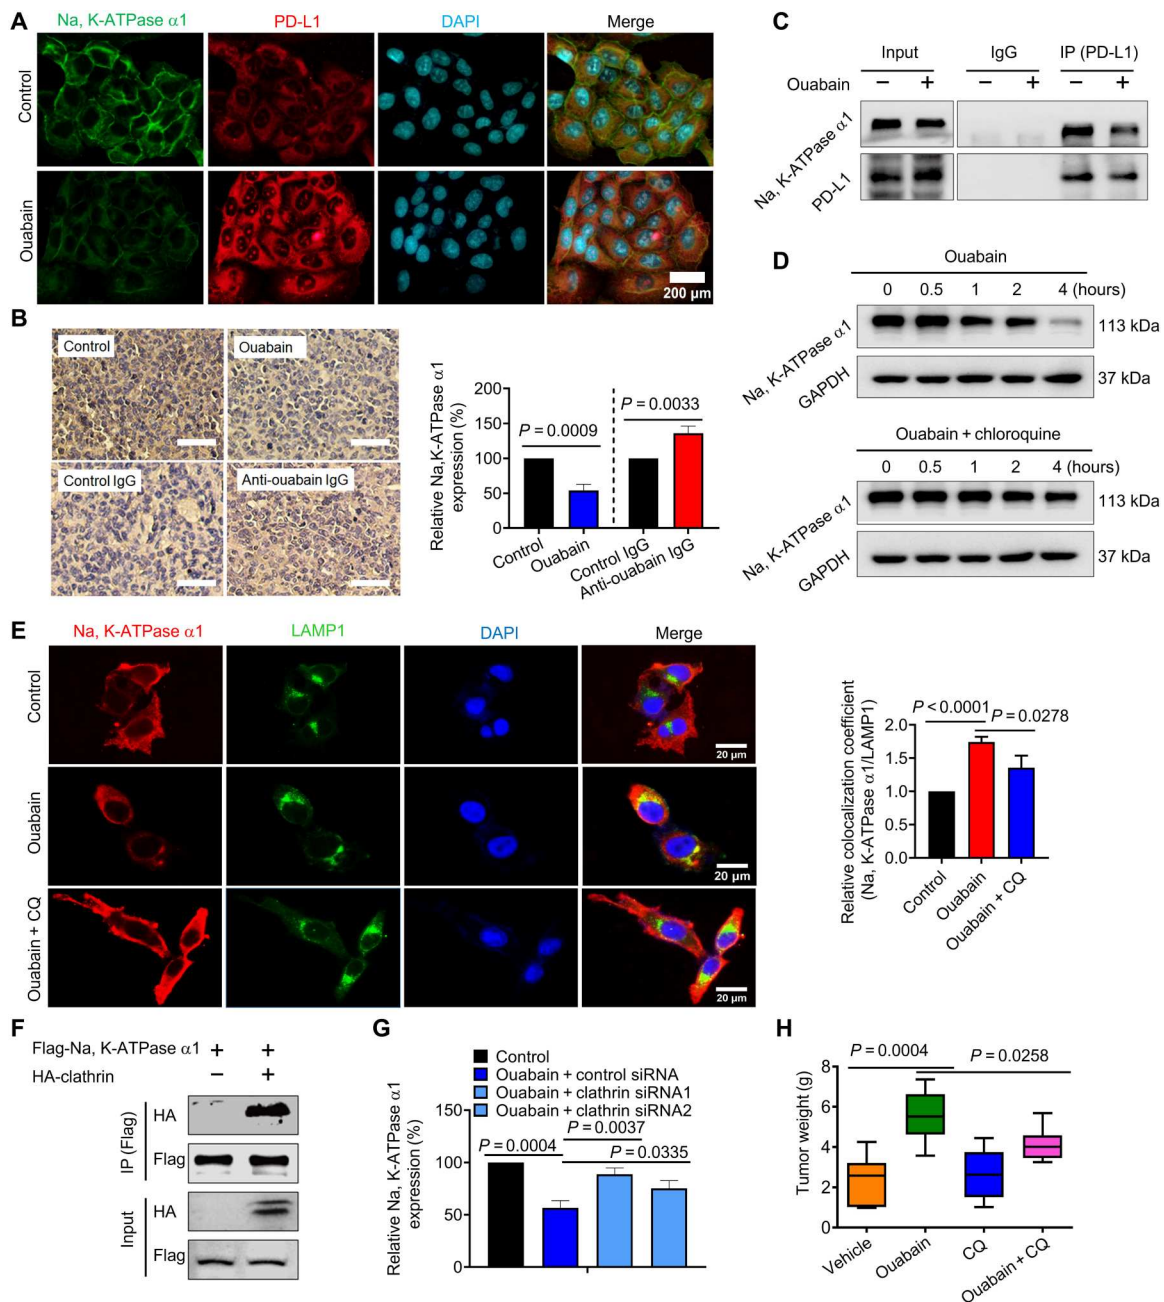 A
Na, K-ATPase α1
PD-L1
DAPI
Merge
Control
Ouabain
200 µm
B
Control
Ouabain
Control IgG
Anti-ouabain IgG
Relative Na,K-ATPase α1
expression (%)
200
150
100
50
0
P = 0.0009
P = 0.0033
Control
Ouabain
Control IgG
Anti-ouabain IgG
C
Input
IgG
IP (PD-L1)
Ouabain
− + − + − +
Na, K-ATPase α1
PD-L1
D
Ouabain
0 0.5 1 2 4 (hours)
Na, K-ATPase α1
113 kDa
GAPDH
37 kDa
Ouabain + chloroquine
0 0.5 1 2 4 (hours)
Na, K-ATPase α1
113 kDa
GAPDH
37 kDa
E
Na, K-ATPase α1
LAMP1
DAPI
Merge
Control
20 µm
Ouabain
20 µm
Ouabain + CQ
20 µm
Relative colocalization coefficient
(Na, K-ATPase α1/LAMP1)
2.0
1.5
1.0
0.5
0.0
P < 0.0001
P = 0.0278
Control
Ouabain
Ouabain + CQ
F
Flag-Na, K-ATPase α1 + +
HA-clathrin − +
IP (Flag)
HA
Flag
Input
HA
Flag
G
Control
Ouabain + control siRNA
Ouabain + clathrin siRNA1
Ouabain + clathrin siRNA2
Relative Na, K-ATPase α1
expression (%)
150
100
50
0
P = 0.0037
P = 0.0004
P = 0.0335
H
P = 0.0004
P = 0.0258
Tumor weight (g)
8
6
4
2
0
Vehicle
Ouabain
CQ
Ouabain + CQ